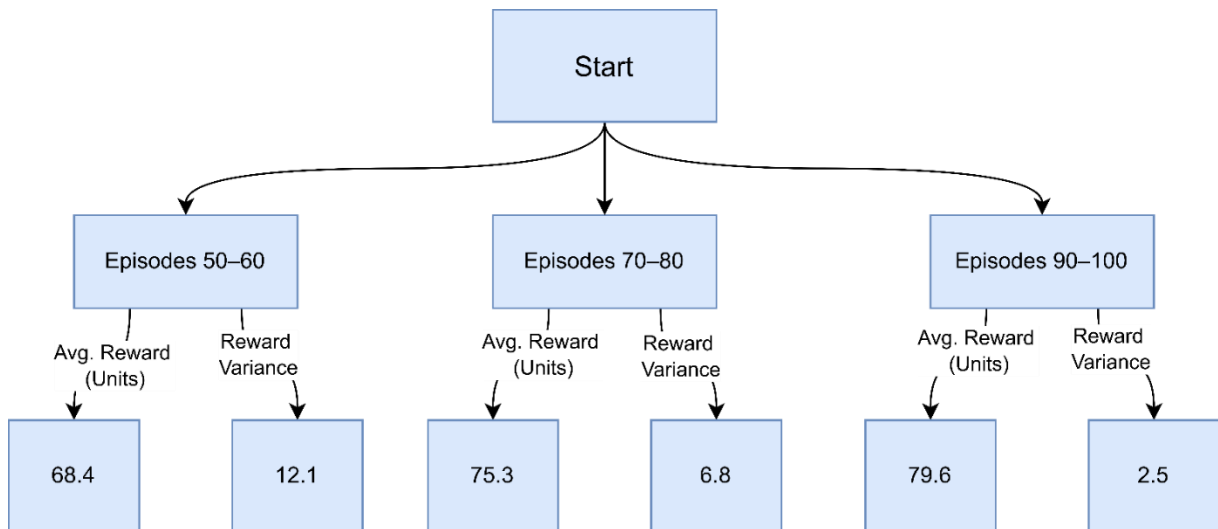 Start
Episodes 50–60
Episodes 70–80
Episodes 90–100
Avg. Reward
(Units)
Reward
Variance
Avg. Reward
(Units)
Reward
Variance
Avg. Reward
(Units)
Reward
Variance
68.4
12.1
75.3
6.8
79.6
2.5